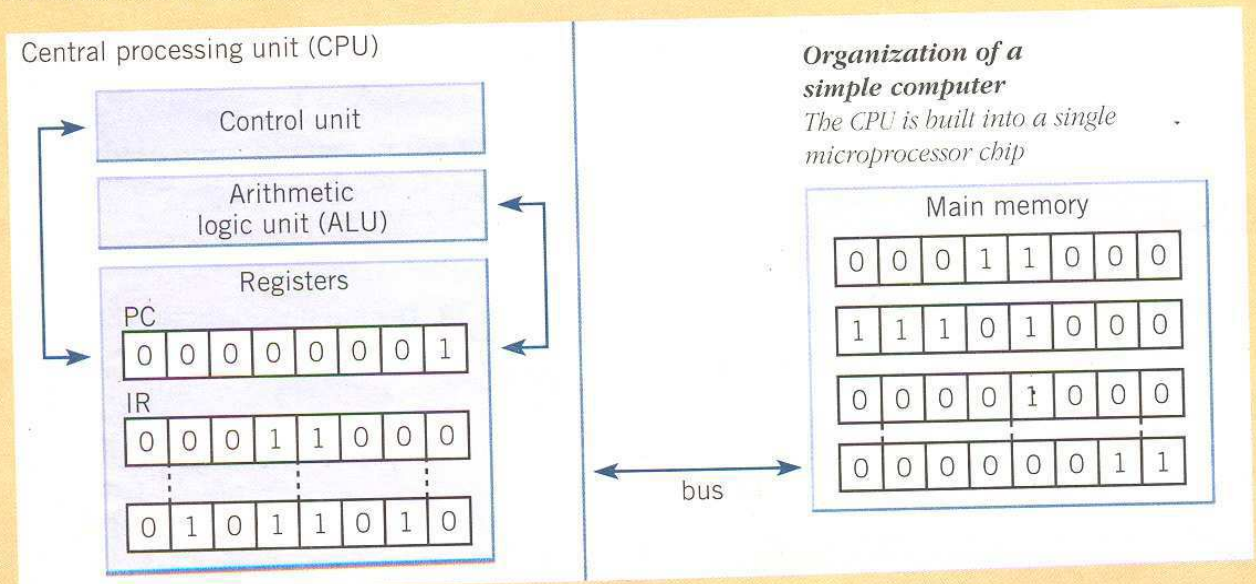 Central processing unit (CPU)
Control unit
Arithmetic
logic unit (ALU)
Registers
PC
0 0 0 0 0 0 0 1
IR
0 0 0 1 1 0 0 0
0 1 0 1 1 0 1 0
bus
Organization of a
simple computer
The CPU is built into a single
microprocessor chip
Main memory
0 0 0 1 1 0 0 0
1 1 1 0 1 0 0 0
0 0 0 0 1 0 0 0
0 0 0 0 0 0 1 1